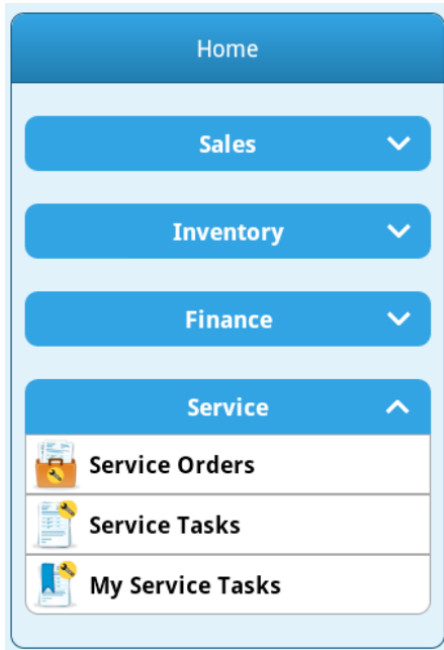 Home
Sales
Inventory
Finance
Service
Service Orders
Service Tasks
My Service Tasks